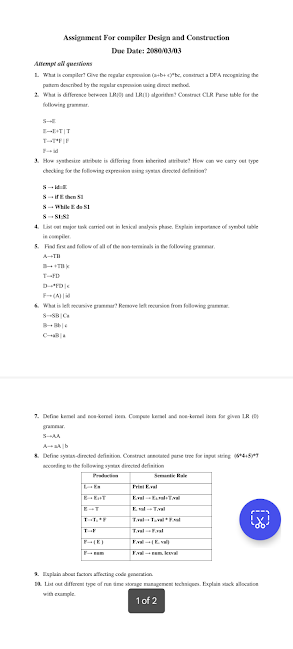 Assignment For compiler Design and Construction
Due Date: 2080/03/03
Attempt all questions
1. What is compiler? Give the regular expression (a+b+ε)*bc. construct a DFA recognizing the
pattern described by the regular expression using direct method.
2. What is difference between LR(0) and LR(1) algorithm? Construct CLR Parse table for the
following grammar.
S→E
E→E+T | T
T→T*F | F
F→ id
3. How synthesize attribute is differing from inherited attribute? How can we carry out type
checking for the following expression using syntax directed definition?
S → id=E
S → if E then S1
S → While E do S1
S → S1;S2
4. List out major task carried out in lexical analysis phase. Explain importance of symbol table
in compiler.
5. Find first and follow of all of the non-terminals in the following grammar.
A→TB
B→ +TB |ε
T→FD
D→*FD | ε
F→ (A) | id
6. What is left recursive grammar? Remove left recursion from following grammar.
S→SB | Ca
B→ Bb | c
C→aB | a
7. Define kernel and non-kernel item. Compute kernel and non-kernel item for given LR (0)
grammar.
S→AA
A→ aA | b
8. Define syntax-directed definition. Construct annotated parse tree for input string (6*4+5)*7
according to the following syntax directed definition
Production Semantic Rule
L→ En Print E.val
E→ E₁+T E.val → E₁.val+T.val
E → T E. val → T.val
T→T₁ * F T.val→ T₁.val * F.val
T→F T.val → F.val
F→ ( E ) F.val →( E. val)
F→ num F.val → num. lexval
9. Explain about factors affecting code generation.
10. List out different type of run time storage management techniques. Explain stack allocation
with example.
1 of 2